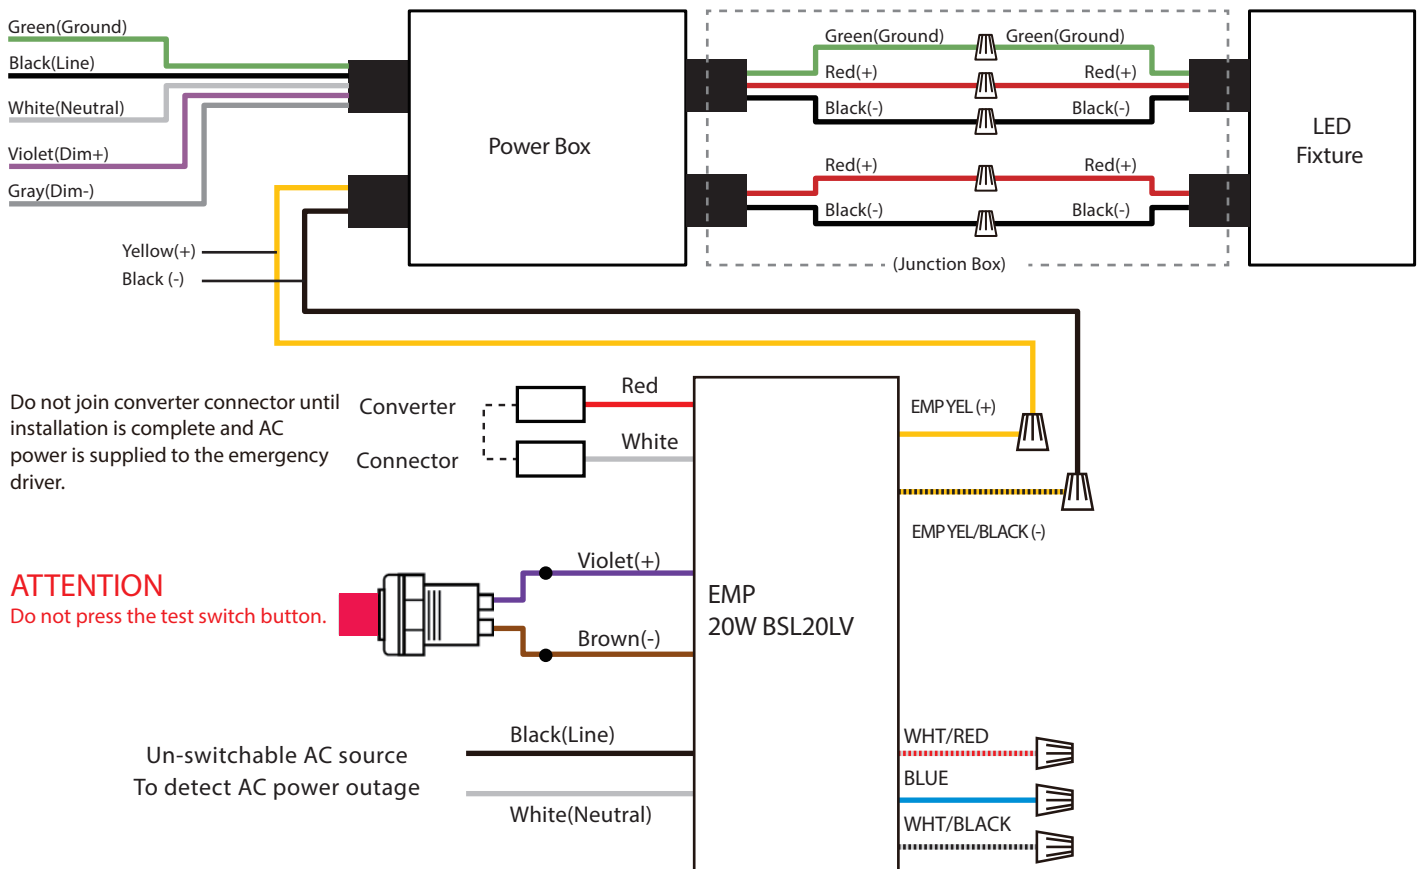 Green(Ground)
Black(Line)
White(Neutral)
Violet(Dim+)
Gray(Dim-)
Yellow(+)
Black (-)
Power Box
Green(Ground)
Green(Ground)
Red(+)
Red(+)
Black(-)
Black(-)
Red(+)
Red(+)
Black(-)
Black(-)
(Junction Box)
LED
Fixture
Do not join converter connector until
installation is complete and AC
power is supplied to the emergency
driver.
Converter
Connector
Red
White
EMP YEL (+)
EMP YEL/BLACK (-)
ATTENTION
Do not press the test switch button.
Violet(+)
Brown(-)
EMP
20W BSL20LV
Un-switchable AC source
To detect AC power outage
Black(Line)
White(Neutral)
WHT/RED
BLUE
WHT/BLACK